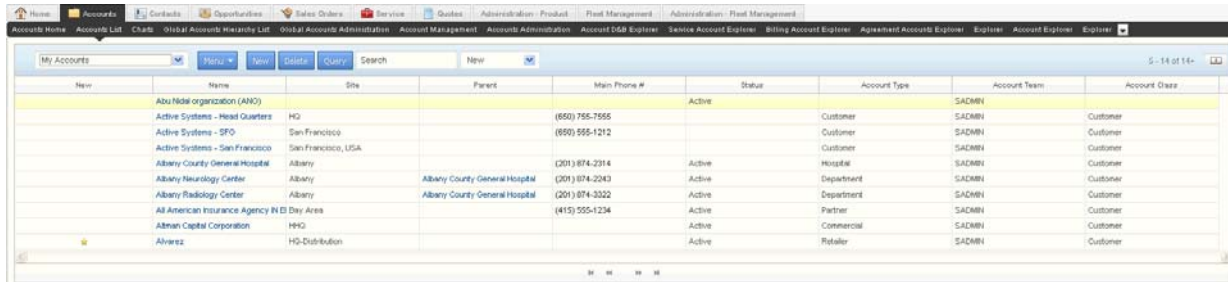 Home Accounts Contacts Opportunities Sales Orders Service Quotes Administration - Product Fleet Management Administration - Fleet Management
Accounts Home Accounts List Charts Global Accounts Hierarchy List Global Accounts Administration Account Management Accounts Administration Account D&B Explorer Service Account Explorer Billing Account Explorer Agreement Accounts Explorer Explorer Account Explorer Explorer
My Accounts Menu New Delete Query Search New 5 - 14 of 14+
New Name Site Parent Main Phone # Status Account Type Account Team Account Class
Abu Nidal organization (ANO) Active SADMIN
Active Systems - Head Quarters HQ (650) 755-7555 Customer SADMIN Customer
Active Systems - SFO San Francisco (650) 555-1212 Customer SADMIN Customer
Active Systems - San Francisco San Francisco, USA Customer SADMIN Customer
Albany County General Hospital Albany (201) 874-2314 Active Hospital SADMIN Customer
Albany Neurology Center Albany Albany County General Hospital (201) 874-2243 Active Department SADMIN Customer
Albany Radiology Center Albany Albany County General Hospital (201) 874-3322 Active Department SADMIN Customer
All American Insurance Agency IN Bay Area (415) 555-1234 Active Partner SADMIN Customer
Altman Capital Corporation HHQ Active Commercial SADMIN Customer
Alvarez HQ-Distribution Active Retailer SADMIN Customer